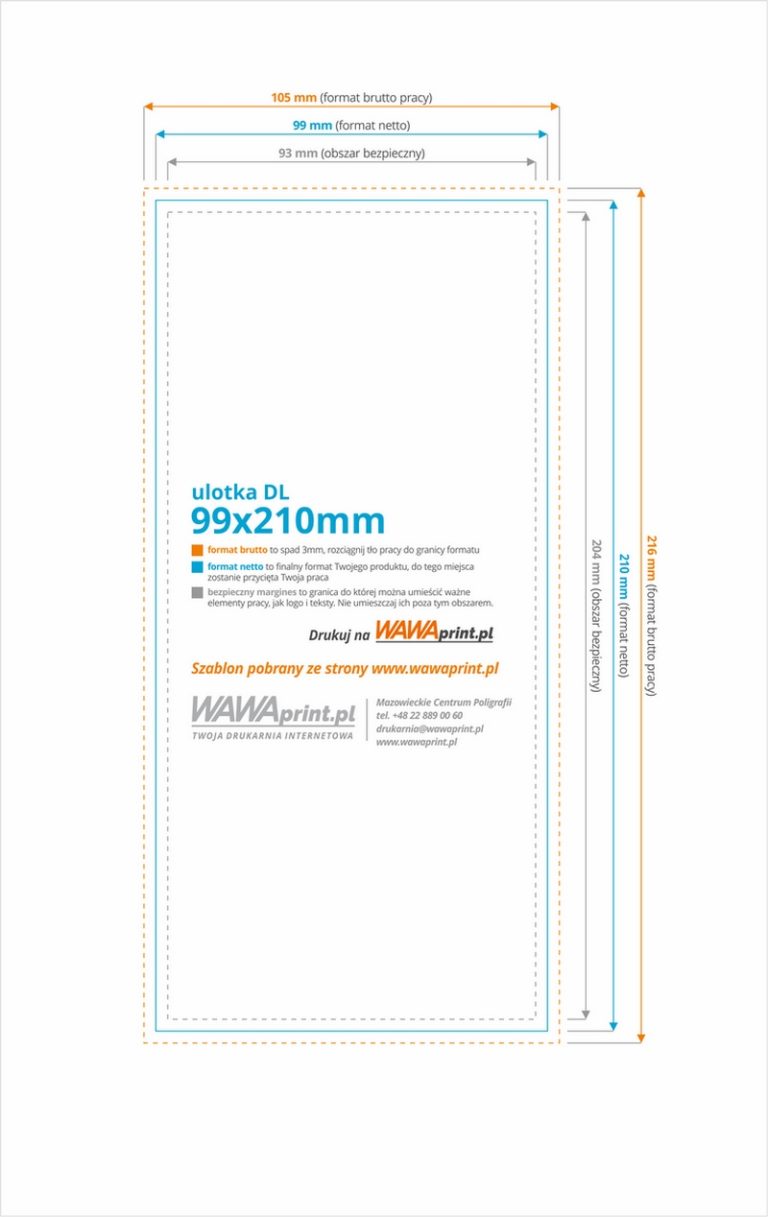 105 mm (format brutto pracy)
99 mm (format netto)
93 mm (obszar bezpieczny)
ulotka DL
99x210mm
format brutto to spad 3mm, rozciągnij tło pracy do granicy formatu
format netto to finalny format Twojego produktu, do tego miejsca
zostanie przycięta Twoja praca
bezpieczny margines to granica do której można umieścić ważne
elementy pracy, jak logo i teksty. Nie umieszczaj ich poza tym obszarem.
Drukuj na WAWAprint.pl
Szablon pobrany ze strony www.wawaprint.pl
WAWAprint.pl
TWOJA DRUKARNIA INTERNETOWA
Mazowieckie Centrum Poligrafii
tel. +48 22 889 00 60
drukarnia@wawaprint.pl
www.wawaprint.pl
204 mm (obszar bezpieczny)
210 mm (format netto)
216 mm (format brutto pracy)